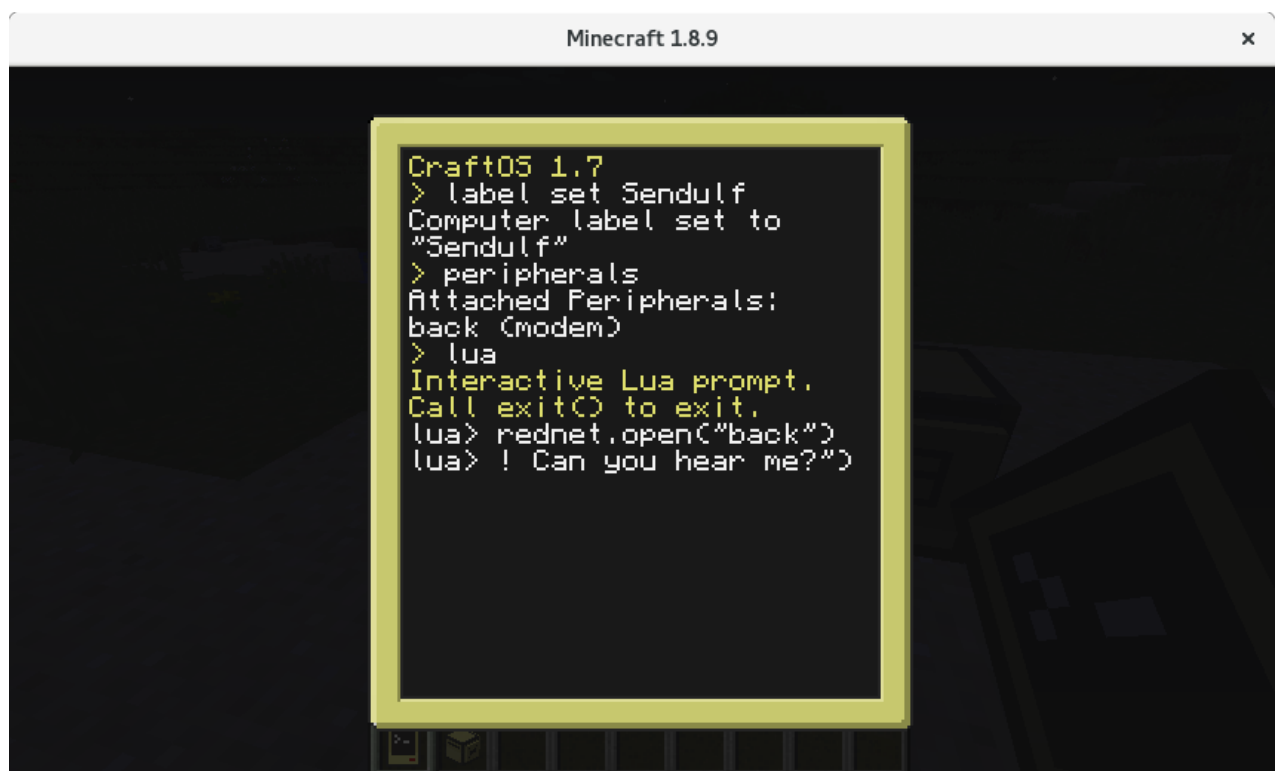 Minecraft 1.8.9
CraftOS 1.7
> label set Sendulf
Computer label set to
"Sendulf"
> peripherals
Attached Peripherals:
back (modem)
> lua
Interactive Lua prompt.
Call exit() to exit.
lua> rednet.open("back")
lua> ! Can you hear me?")